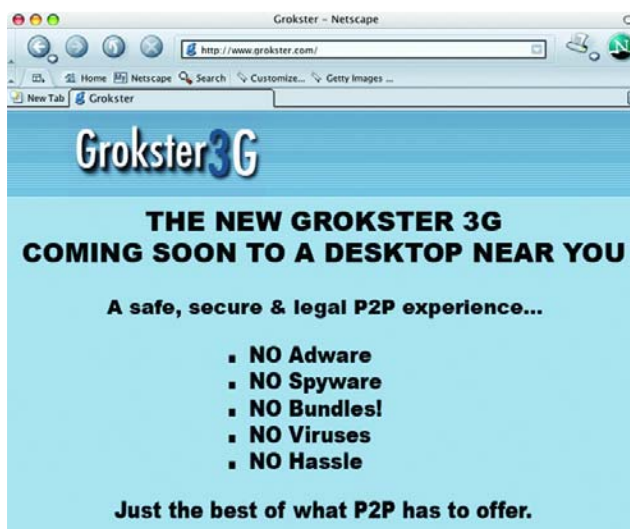 Grokster – Netscape
http://www.grokster.com/
Home Netscape Search Customize... Getty Images ...
New Tab Grokster
Grokster3G
THE NEW GROKSTER 3G
COMING SOON TO A DESKTOP NEAR YOU
A safe, secure & legal P2P experience...
▪ NO Adware
▪ NO Spyware
▪ NO Bundles!
▪ NO Viruses
▪ NO Hassle
Just the best of what P2P has to offer.